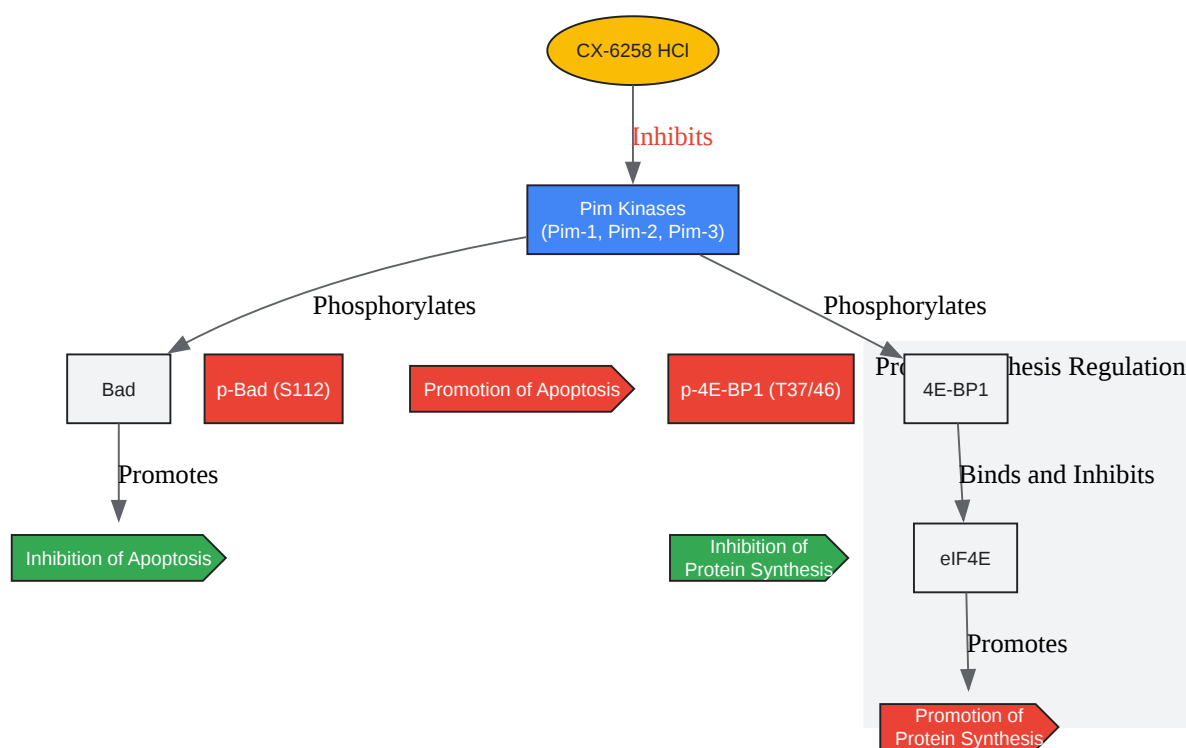 CX-6258 HCl
Inhibits
Pim Kinases
(Pim-1, Pim-2, Pim-3)
Phosphorylates
Phosphorylates
hesis Regulation
Bad
p-Bad (S112)
Promotion of Apoptosis
p-4E-BP1 (T37/46)
4E-BP1
Promotes
Binds and Inhibits
Inhibition of Apoptosis
Inhibition of
Protein Synthesis
eIF4E
Promotes
Promotion of
Protein Synthesis